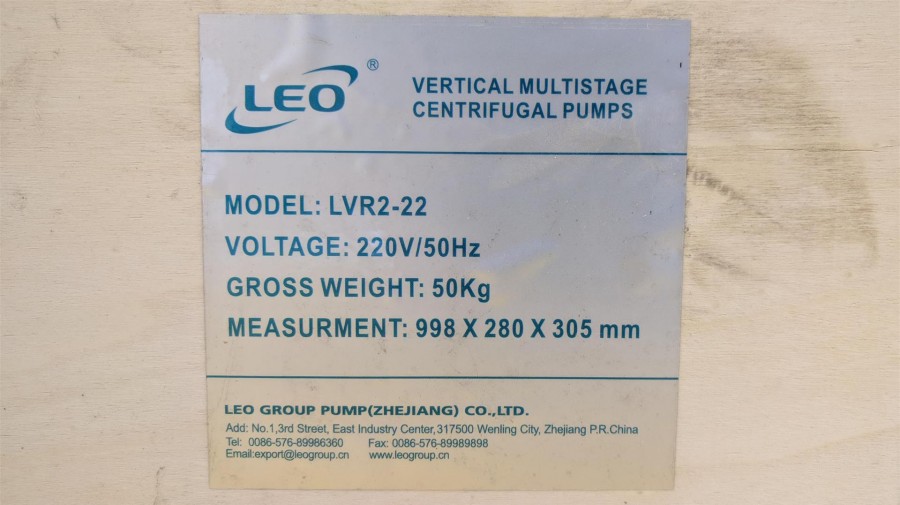 LEO®
VERTICAL MULTISTAGE
CENTRIFUGAL PUMPS
MODEL: LVR2-22
VOLTAGE: 220V/50Hz
GROSS WEIGHT: 50Kg
MEASURMENT: 998 X 280 X 305 mm
LEO GROUP PUMP(ZHEJIANG) CO.,LTD.
Add: No.1,3rd Street, East Industry Center,317500 Wenling City, Zhejiang P.R.China
Tel: 0086-576-89986360 Fax: 0086-576-89989898
Email:export@leogroup.cn www.leogroup.cn